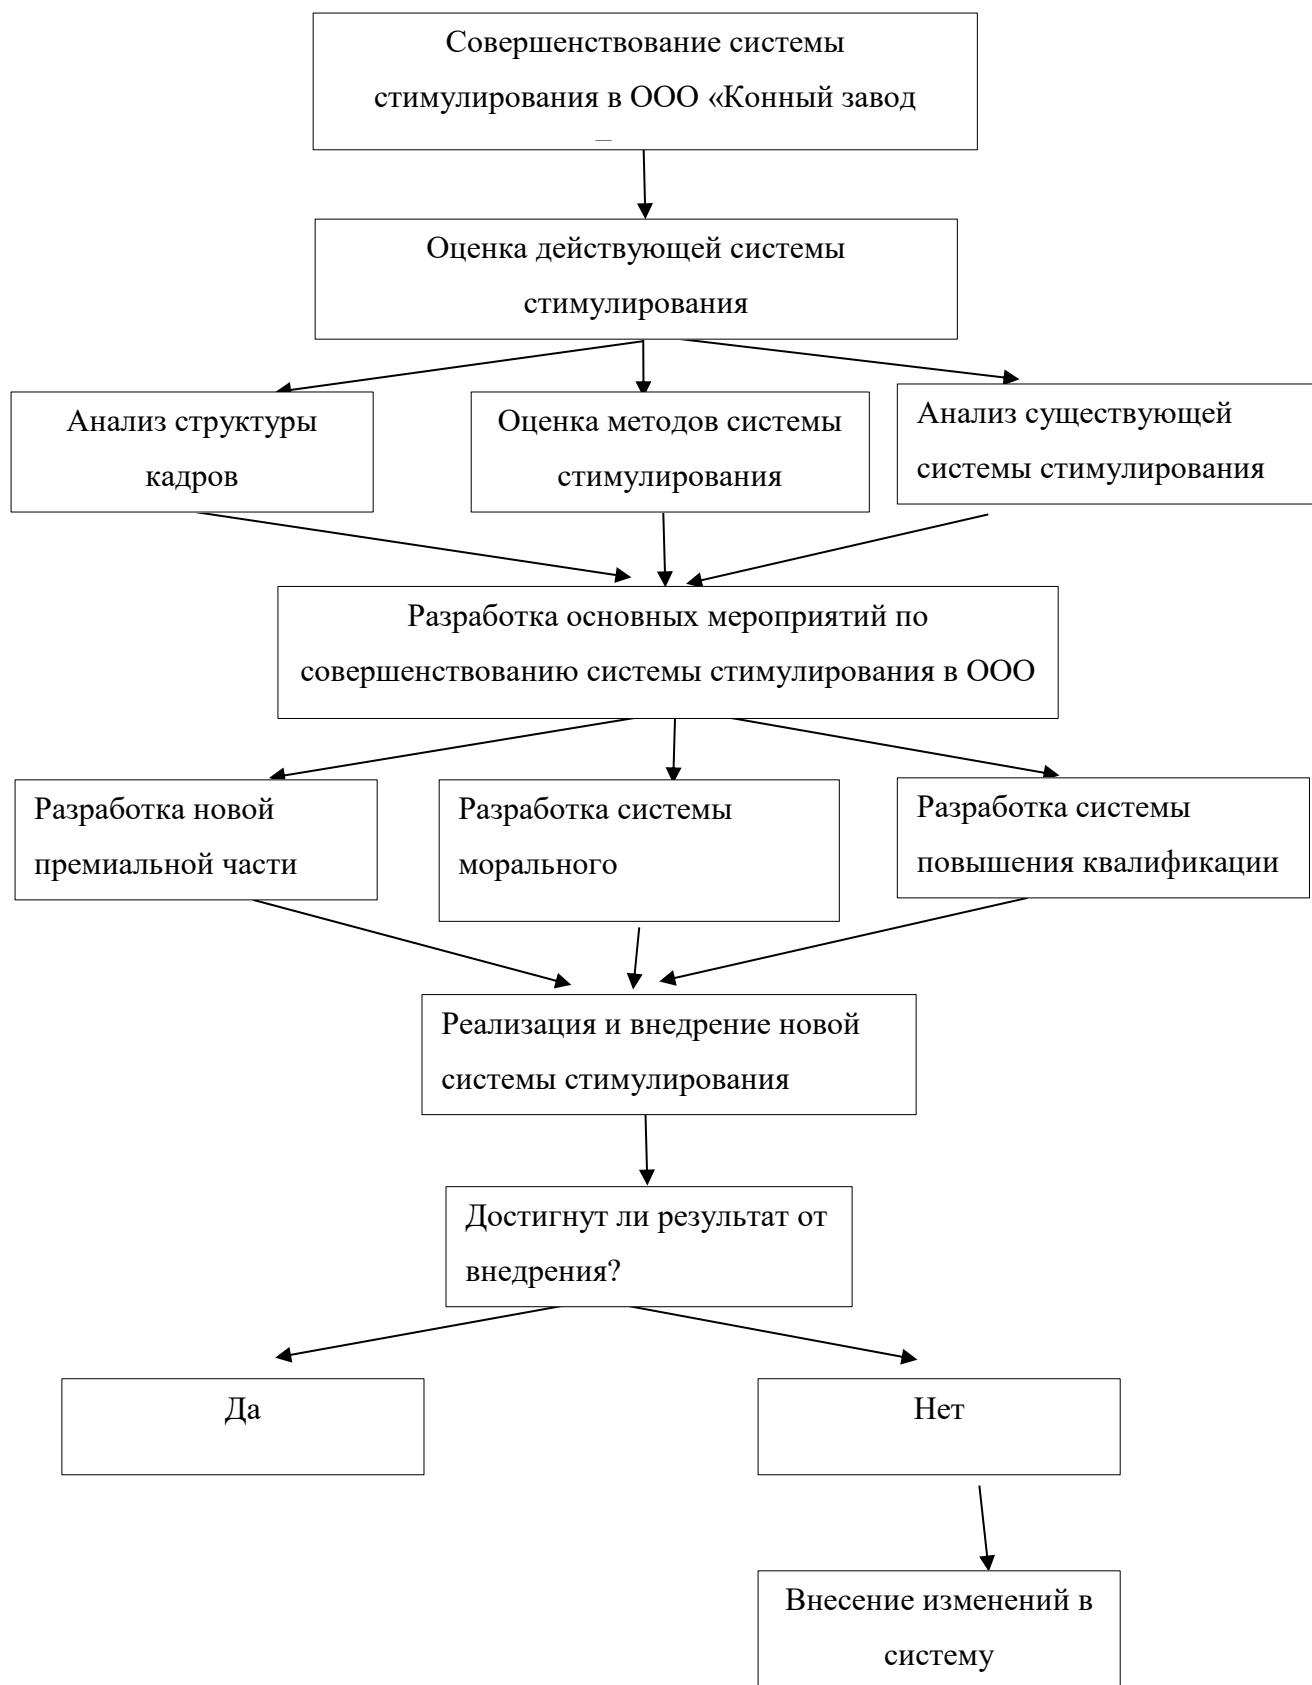 Совершенствование системы
стимулирования в ООО «Конный завод
Оценка действующей системы
стимулирования
Анализ структуры
кадров
Оценка методов системы
стимулирования
Анализ существующей
системы стимулирования
Разработка основных мероприятий по
совершенствованию системы стимулирования в ООО
Разработка новой
премиальной части
Разработка системы
морального
Разработка системы
повышения квалификации
Реализация и внедрение новой
системы стимулирования
Достигнут ли результат от
внедрения?
Да
Нет
Внесение изменений в
систему